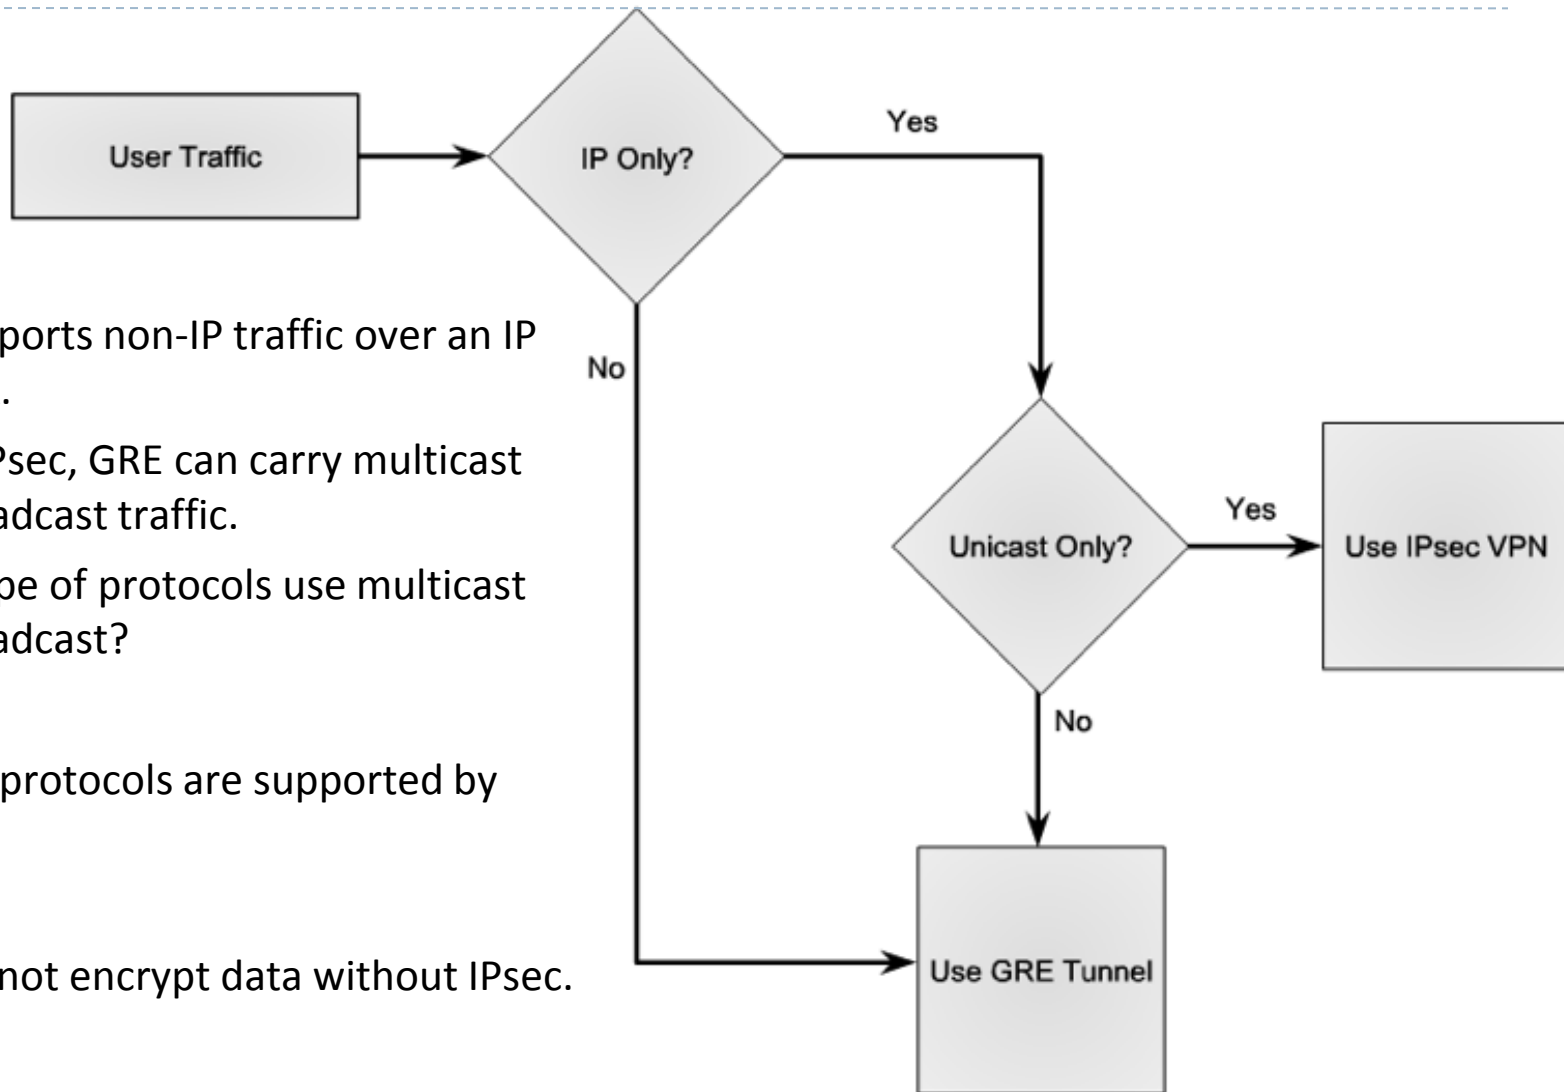 User Traffic
IP Only?
Yes
ports non-IP traffic over an IP
.
No
Psec, GRE can carry multicast
adcast traffic.
Unicast Only?
Yes
Use IPsec VPN
pe of protocols use multicast
adcast?
No
protocols are supported by
Use GRE Tunnel
not encrypt data without IPsec.